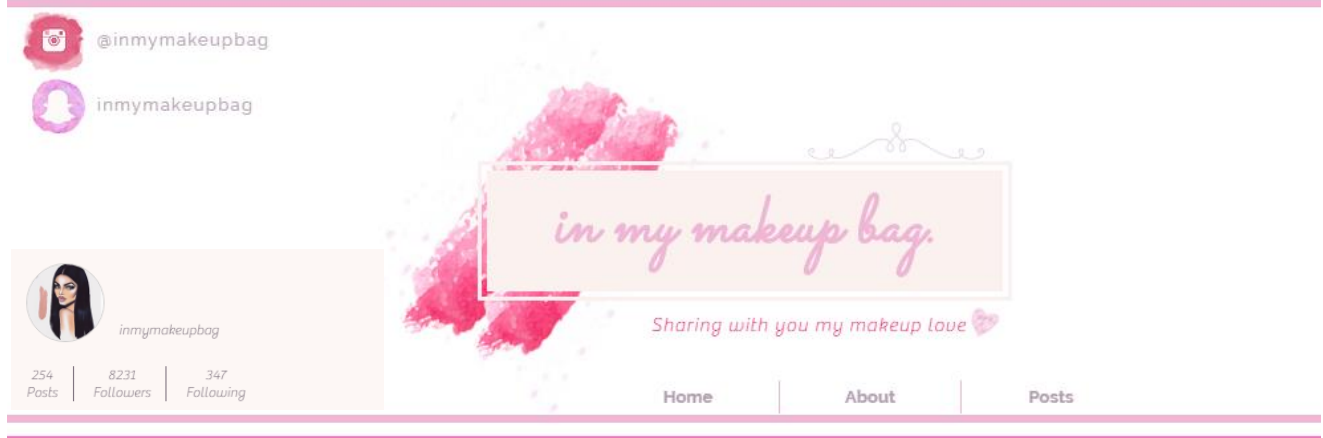 @inmymakeupbag
inmymakeupbag
in my makeup bag.
Sharing with you my makeup love
inmymakeupbag
254 8231 347
Posts Followers Following
Home About Posts